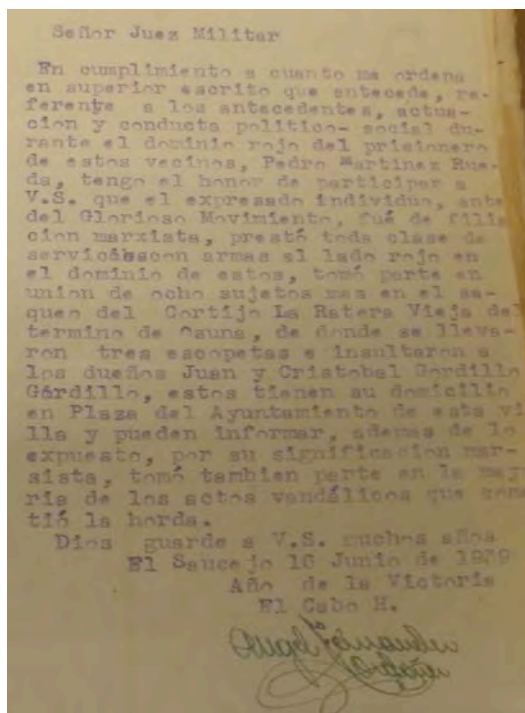 Señor Juez Militar
En cumplimiento a cuanto me ordena
en superior escrito que antecede, re-
ferente a los antecedentes, actua-
cion y conducta politico- social du-
rante el dominio rojo del prisionero
de estos vecinos, Pedro Martinez Rue-
da, tengo el honor de participar a
V.S. que el expresado individuo, ante
del Glorioso Movimiento, fué de filia
cion marxista, prestó toda clase de
servicios con armas al lado rojo en
el dominio de estos, tomó parte en
union de ocho sujetos mas en el sa-
queo del Cortijo La Ratera Vieja del
termino de Osuna, de donde se lleva-
ron tres escopetas e insultaron a
los dueños Juan y Cristobal Gordillo
Górdillo, estos tienen su domicilio
en Plaza del Ayuntamiento de esta vi
lla y pueden informar, ademas de lo
expuesto, por su significacion mar-
sista, tomó tambien parte en la may
ria de los actos vandálicos que come
tió la horda.
Dios guarde a V.S. muchos años
El Saucejo 16 Junio de 1939
Año de la Victoria
El Cabo H.
Angel Fernandez